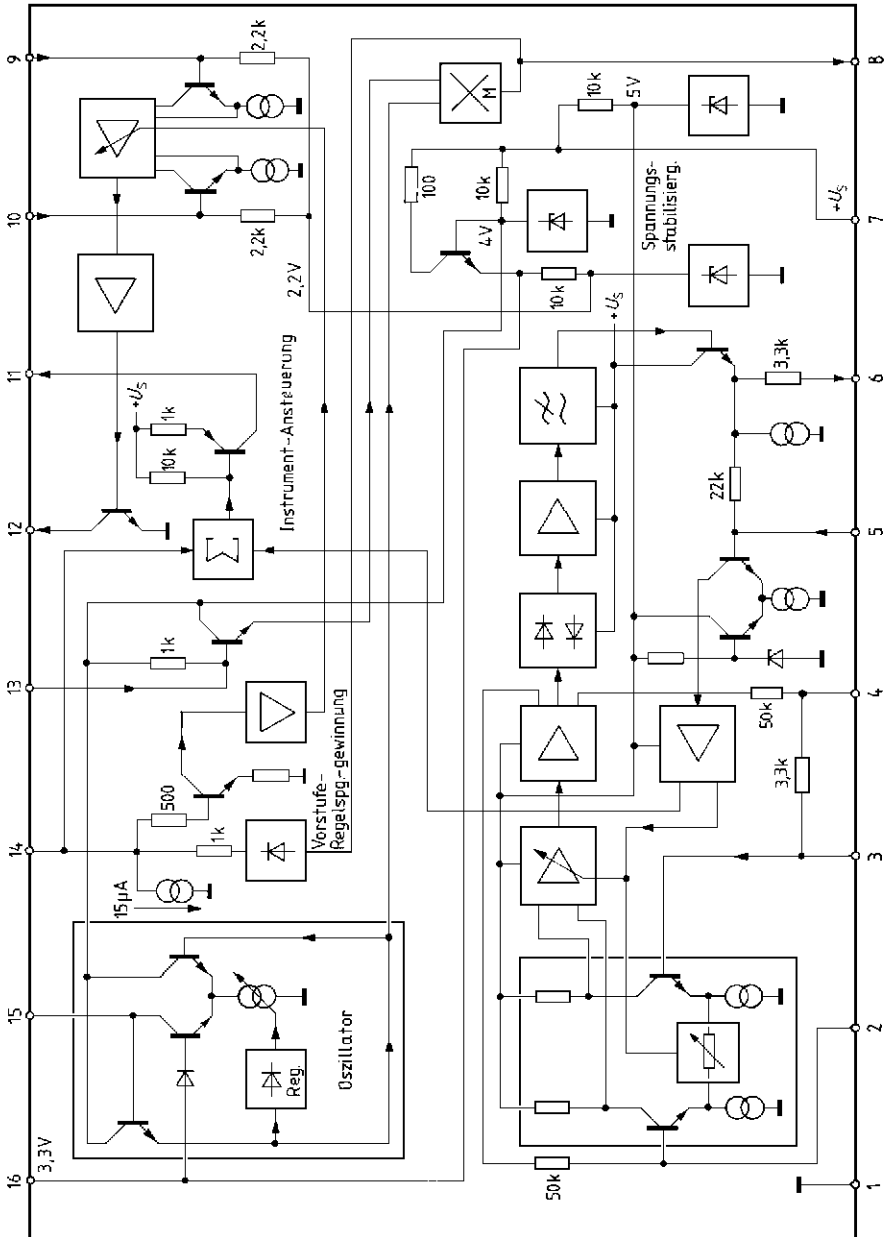 9
10
11
12
13
14
15
16
2,2k
2,2k
2,2V
+U_S
1k
10k
Instrument-Ansteuerung
1k
500
1k
Vorstufe-
Regelspg.-gewinnung
15µA
Reg.
Oszillator
3,3V
M
10k
5V
100
10k
4V
10k
Spannungs-
stabilisierg.
+U_S
+U_S
3,3k
22k
50k
3,3k
50k
Σ
8
7
6
5
4
3
2
1